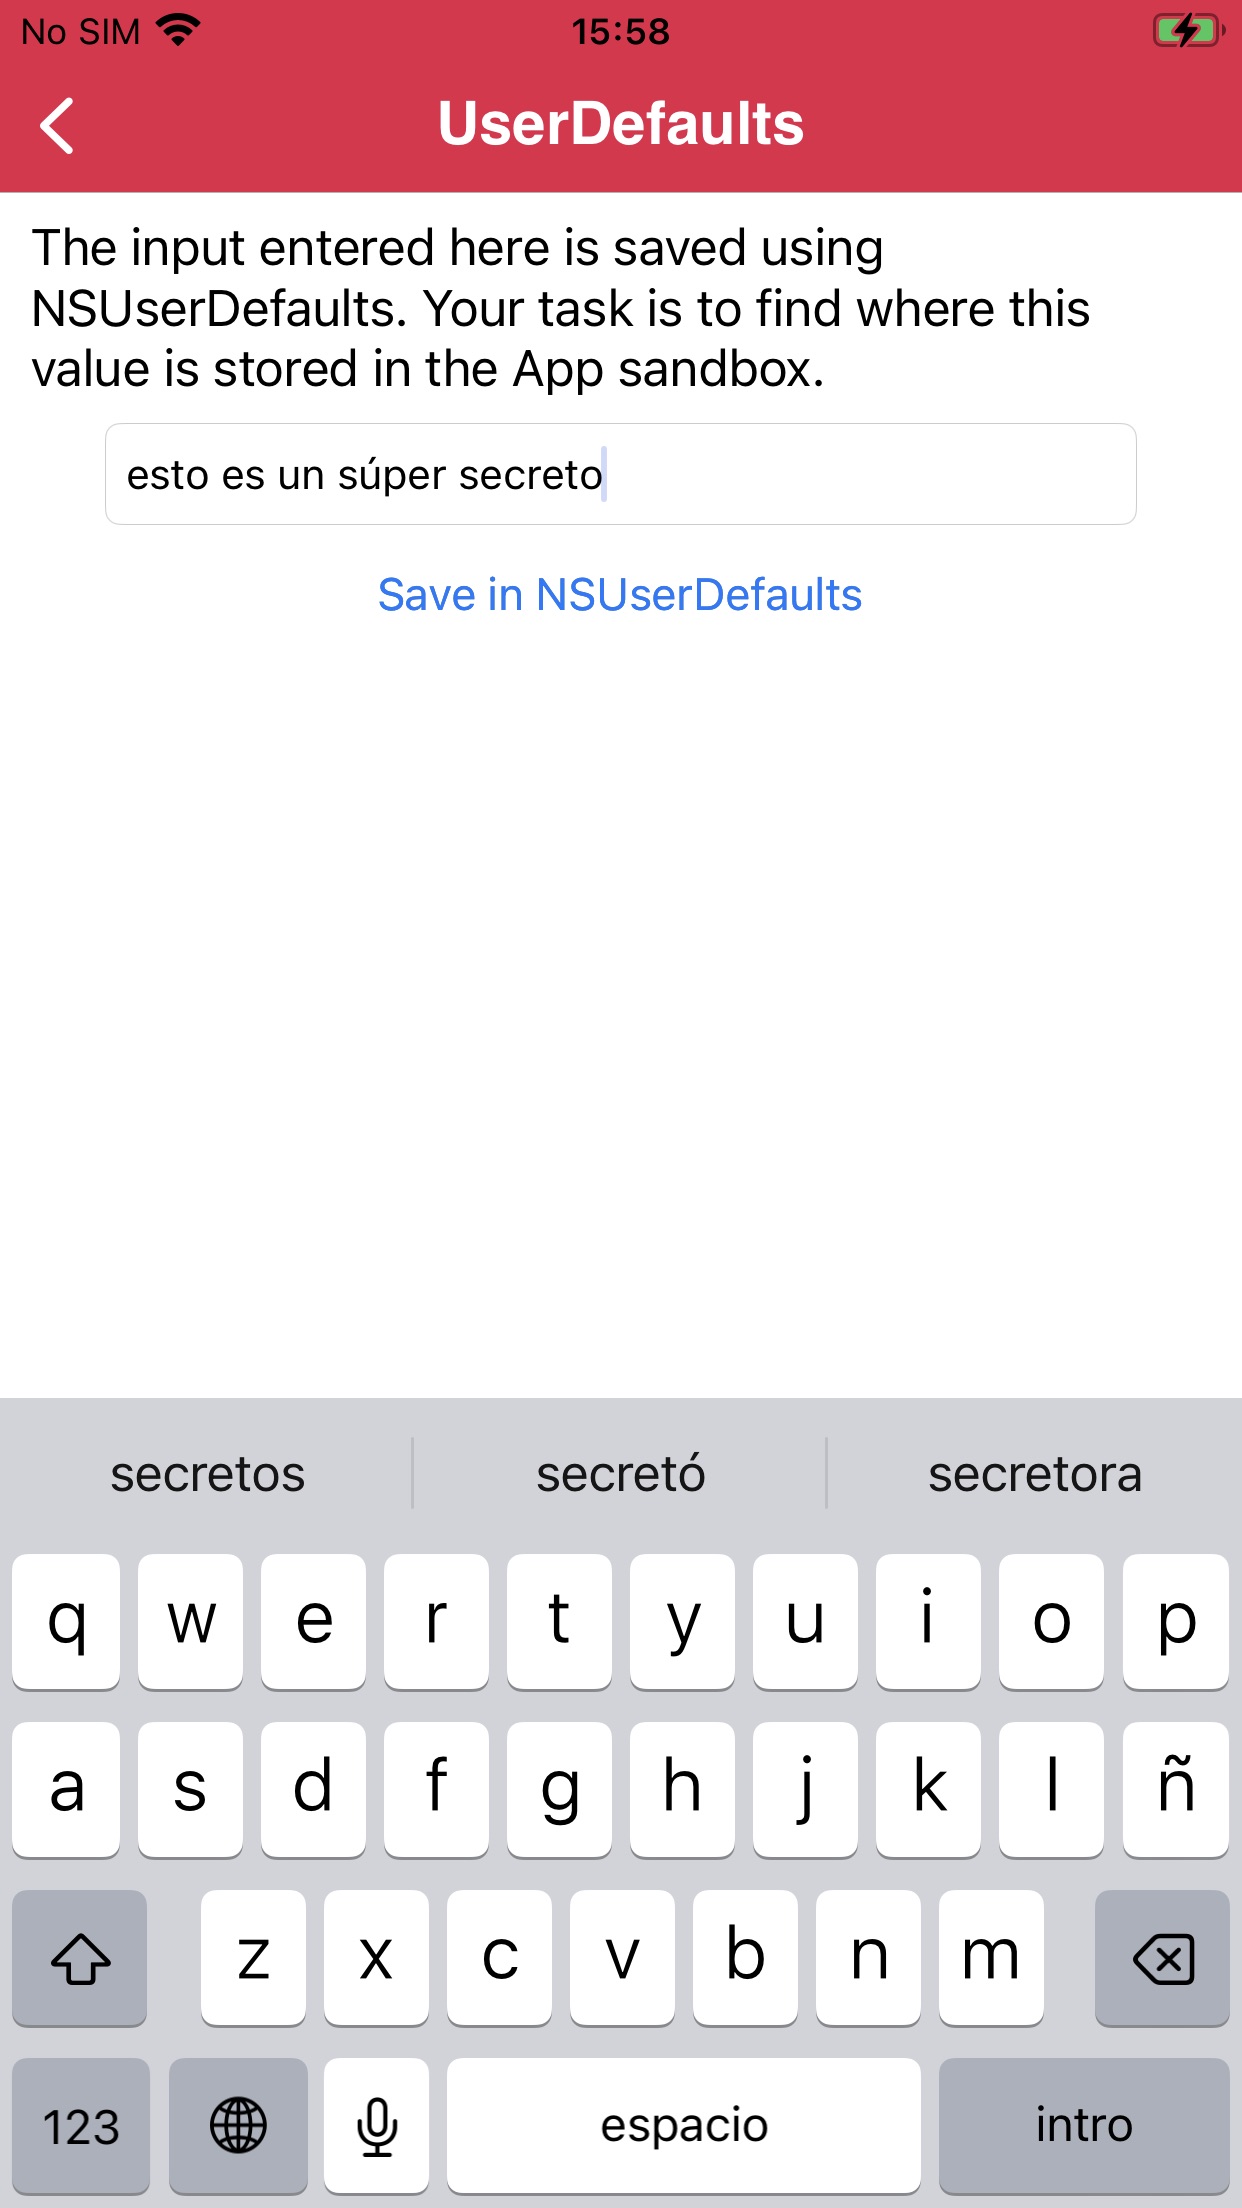 No SIM 15:58
UserDefaults
The input entered here is saved using
NSUserDefaults. Your task is to find where this
value is stored in the App sandbox.
esto es un súper secreto
Save in NSUserDefaults
secretos secretó secretora
q w e r t y u i o p
a s d f g h j k l ñ
z x c v b n m
123 espacio intro